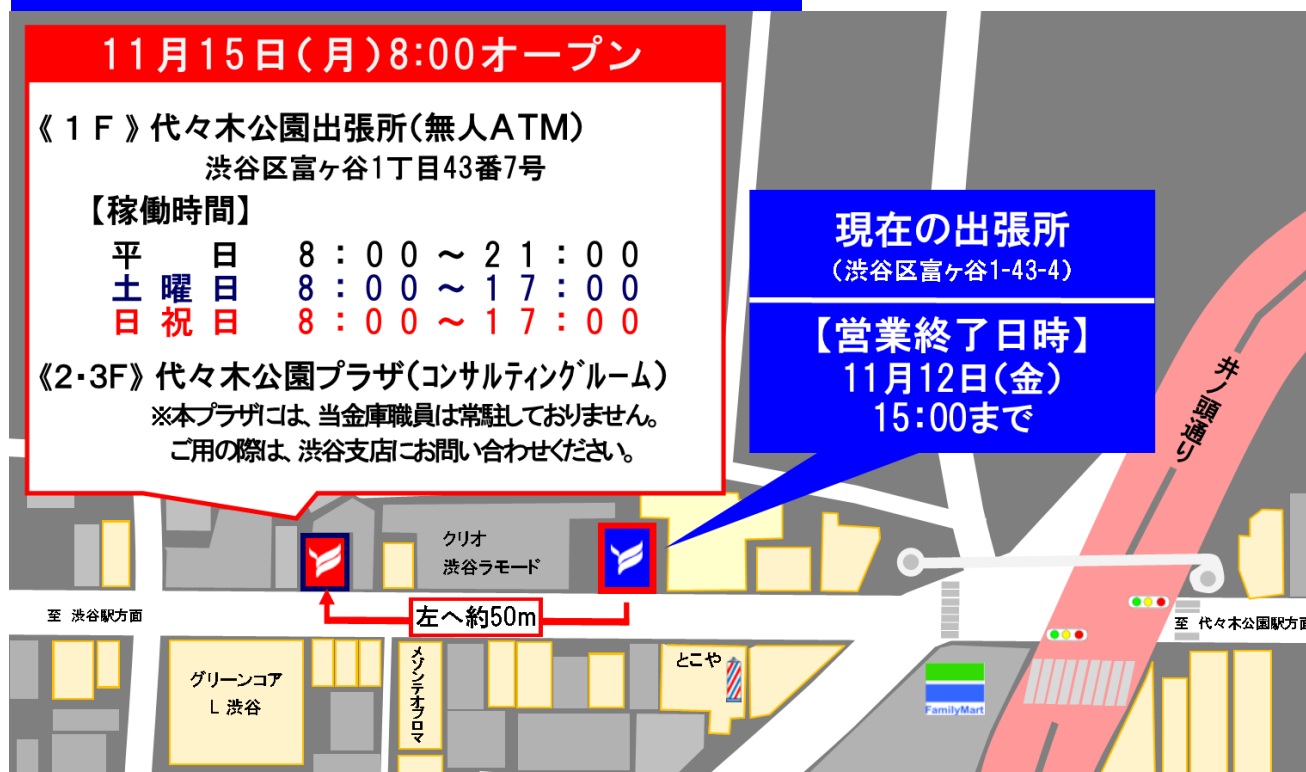 11月15日(月)8:00オープン
《1F》代々木公園出張所(無人ATM)
渋谷区富ヶ谷1丁目43番7号
【稼働時間】
平日 8:00~21:00
土曜日 8:00~17:00
日祝日 8:00~17:00
《2・3F》代々木公園プラザ(コンサルティングルーム)
※本プラザには、当金庫職員は常駐しておりません。
ご用の際は、渋谷支店にお問い合わせください。
現在の出張所
(渋谷区富ヶ谷1-43-4)
【営業終了日時】
11月12日(金)
15:00まで
井ノ頭通り
クリオ
渋谷ラモード
左へ約50m
至 渋谷駅方面
至 代々木公園駅方面
グリーンコア
L 渋谷
メゾンテオブロマ
とこや
FamilyMart